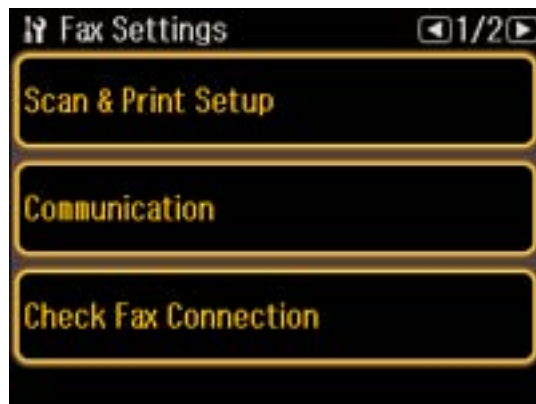 Fax Settings 1/2
Scan & Print Setup
Communication
Check Fax Connection